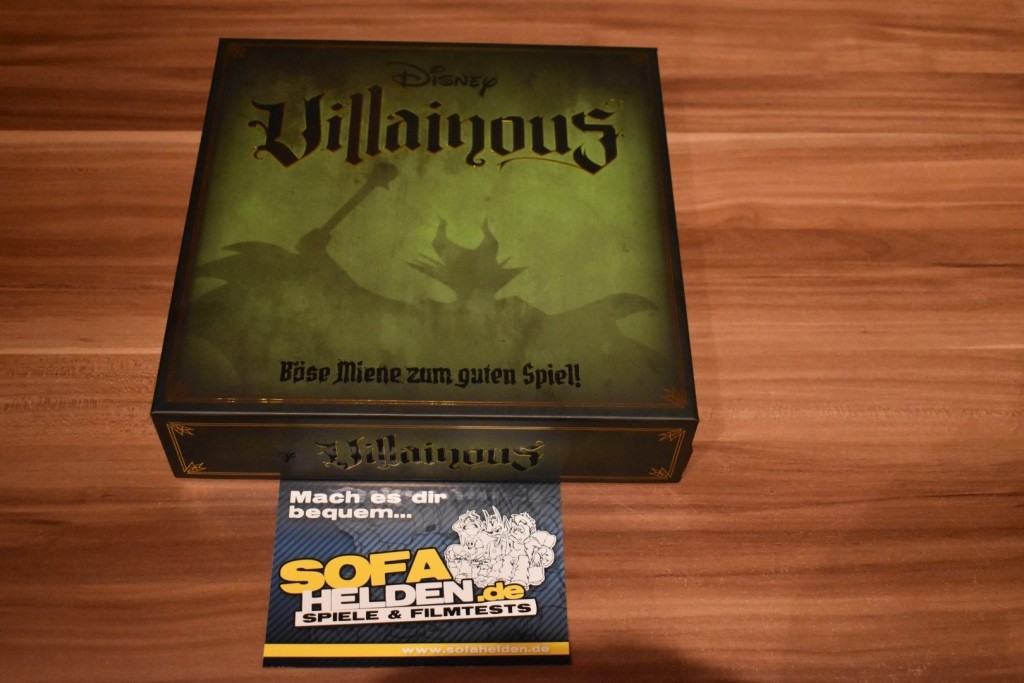 Disney
Villainous
Böse Miene zum guten Spiel!
Villainous
Mach es dir
bequem...
SOFA
HELDEN.de
SPIELE & FILMTESTS
www.sofahelden.de